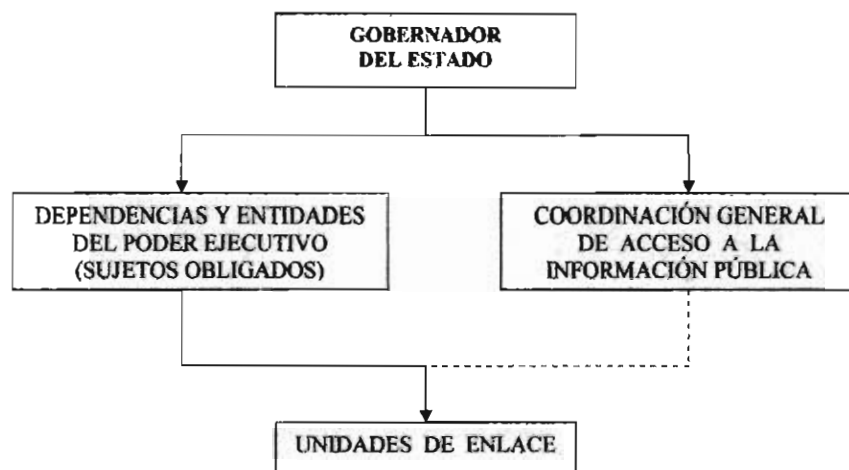 GOBERNADOR
DEL ESTADO
DEPENDENCIAS Y ENTIDADES
DEL PODER EJECUTIVO
(SUJETOS OBLIGADOS)
COORDINACIÓN GENERAL
DE ACCESO A LA
INFORMACIÓN PÚBLICA
UNIDADES DE ENLACE